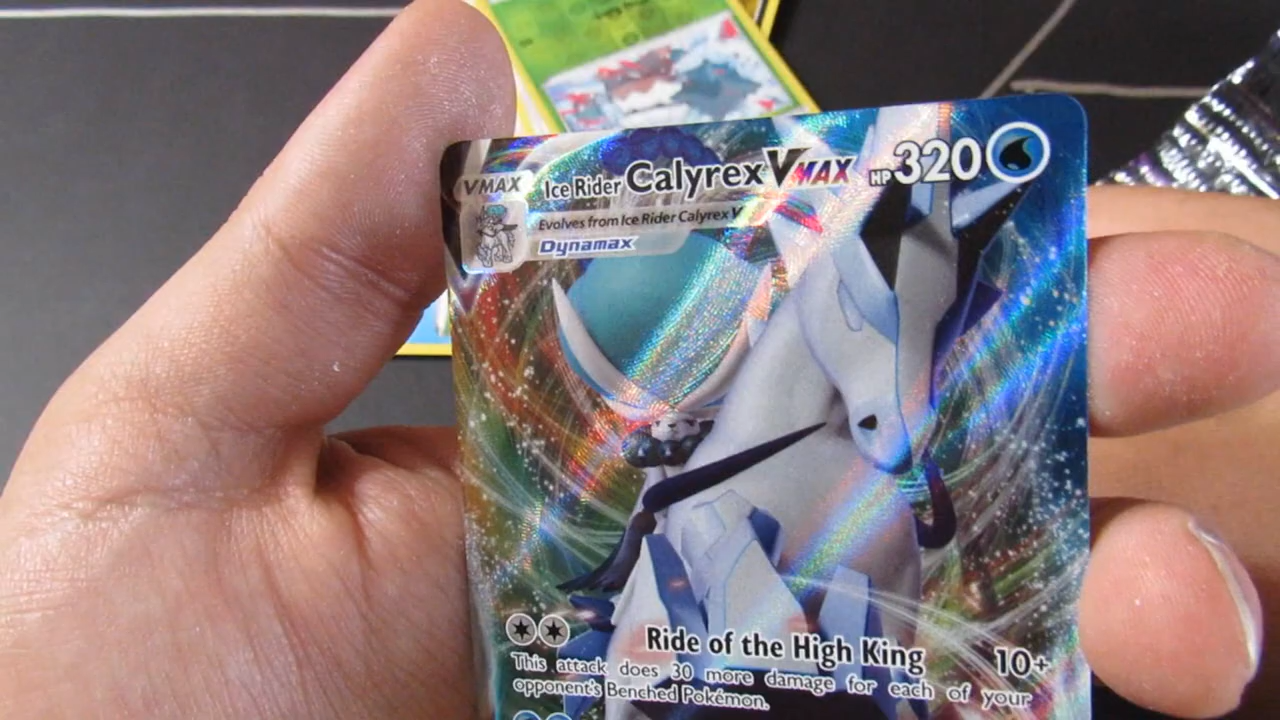 VMAX
Ice Rider Calyrex VMAX HP 320
Evolves from Ice Rider Calyrex V
Dynamax
Ride of the High King 10+
This attack does 30 more damage for each of your
opponent's Benched Pokémon.